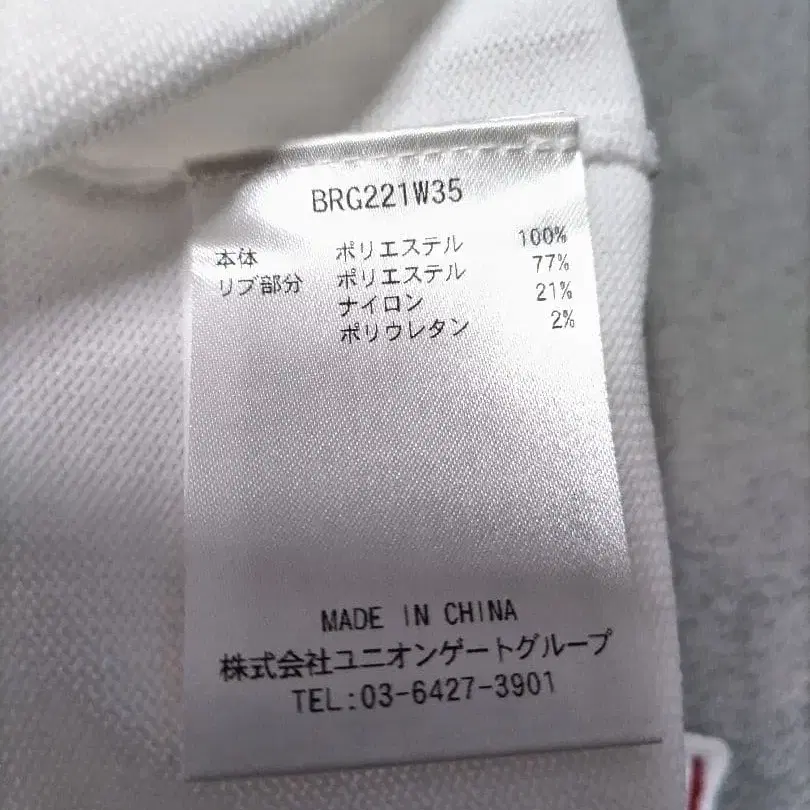 BRG221W35
本体 ポリエステル 100%
リブ部分 ポリエステル 77%
ナイロン 21%
ポリウレタン 2%
MADE IN CHINA
株式会社ユニオンゲートグループ
TEL:03-6427-3901